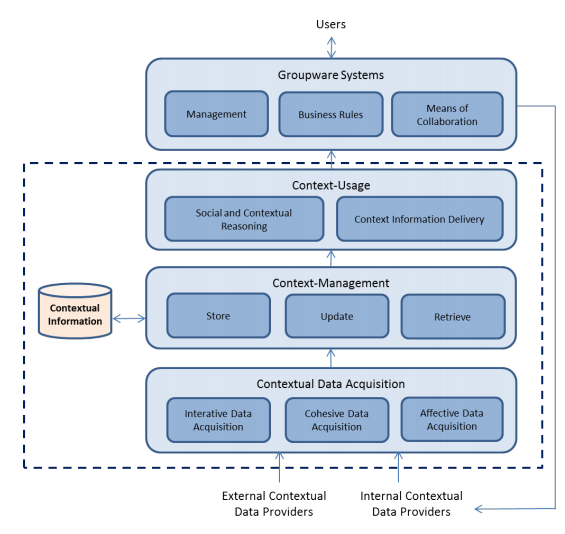 Users
Groupware Systems
Management
Business Rules
Means of
Collaboration
Context-Usage
Social and Contextual
Reasoning
Context Information Delivery
Context-Management
Contextual
Information
Store
Update
Retrieve
Contextual Data Acquisition
Interative Data
Acquisition
Cohesive Data
Acquisition
Affective Data
Acquisition
External Contextual
Data Providers
Internal Contextual
Data Providers